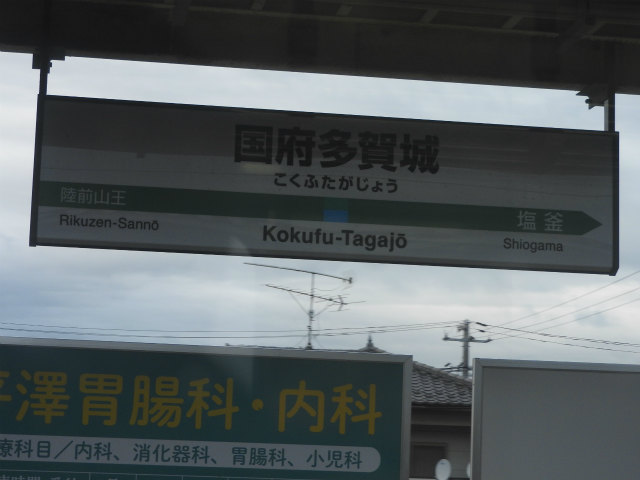 国府多賀城
こくふたがじょう
陸前山王 塩釜
Rikuzen-Sannō Kokufu-Tagajō Shiogama
澤胃腸科・内科
療科目／内科、消化器科、胃腸科、小児科